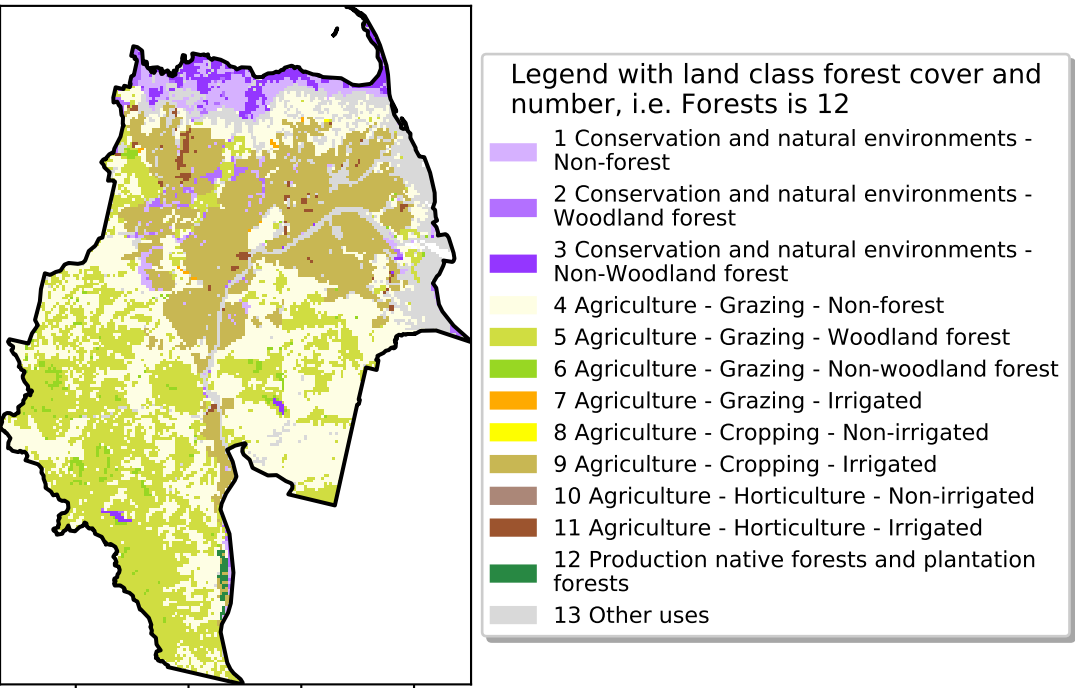 Legend with land class forest cover and
number, i.e. Forests is 12
1 Conservation and natural environments -
Non-forest
2 Conservation and natural environments -
Woodland forest
3 Conservation and natural environments -
Non-Woodland forest
4 Agriculture - Grazing - Non-forest
5 Agriculture - Grazing - Woodland forest
6 Agriculture - Grazing - Non-woodland forest
7 Agriculture - Grazing - Irrigated
8 Agriculture - Cropping - Non-irrigated
9 Agriculture - Cropping - Irrigated
10 Agriculture - Horticulture - Non-irrigated
11 Agriculture - Horticulture - Irrigated
12 Production native forests and plantation
forests
13 Other uses